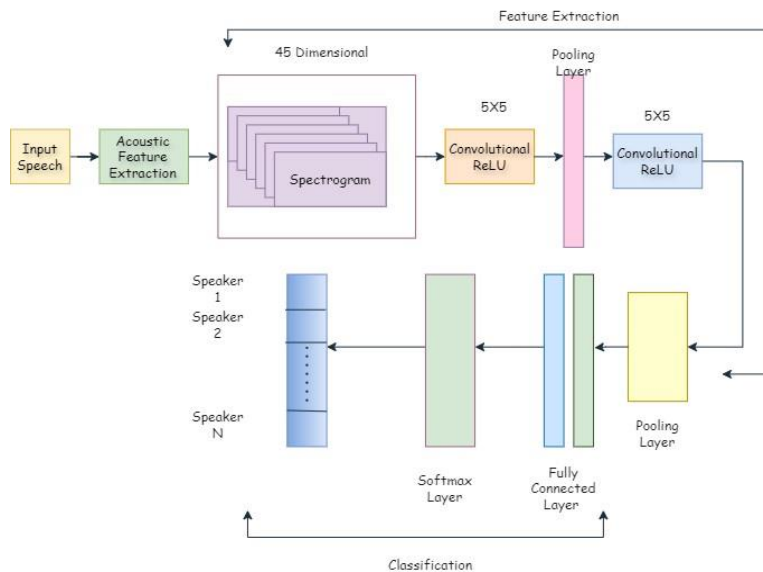 Feature Extraction
45 Dimensional
Pooling
Layer
5X5
5X5
Input
Speech
Acoustic
Feature
Extraction
Spectrogram
Convolutional
ReLU
Convolutional
ReLU
Speaker
1
Speaker
2
Speaker
N
Softmax
Layer
Fully
Connected
Layer
Pooling
Layer
Classification